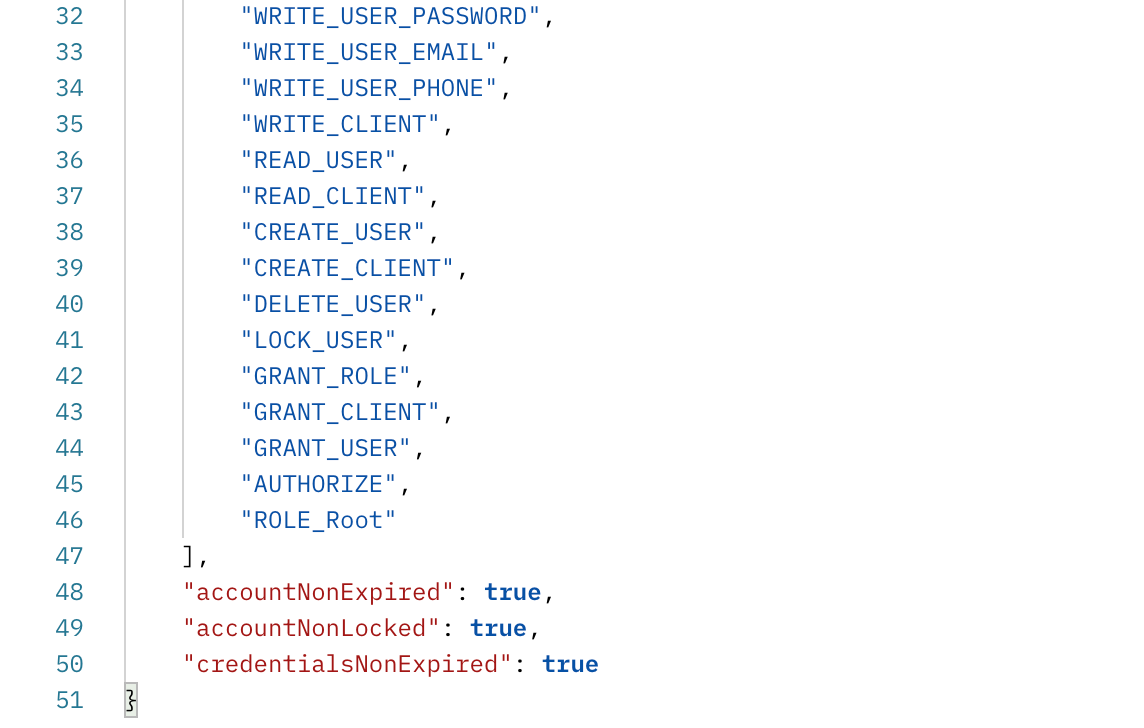 32 "WRITE_USER_PASSWORD",
33 "WRITE_USER_EMAIL",
34 "WRITE_USER_PHONE",
35 "WRITE_CLIENT",
36 "READ_USER",
37 "READ_CLIENT",
38 "CREATE_USER",
39 "CREATE_CLIENT",
40 "DELETE_USER",
41 "LOCK_USER",
42 "GRANT_ROLE",
43 "GRANT_CLIENT",
44 "GRANT_USER",
45 "AUTHORIZE",
46 "ROLE_Root"
47 ],
48 "accountNonExpired": true,
49 "accountNonLocked": true,
50 "credentialsNonExpired": true
51 }